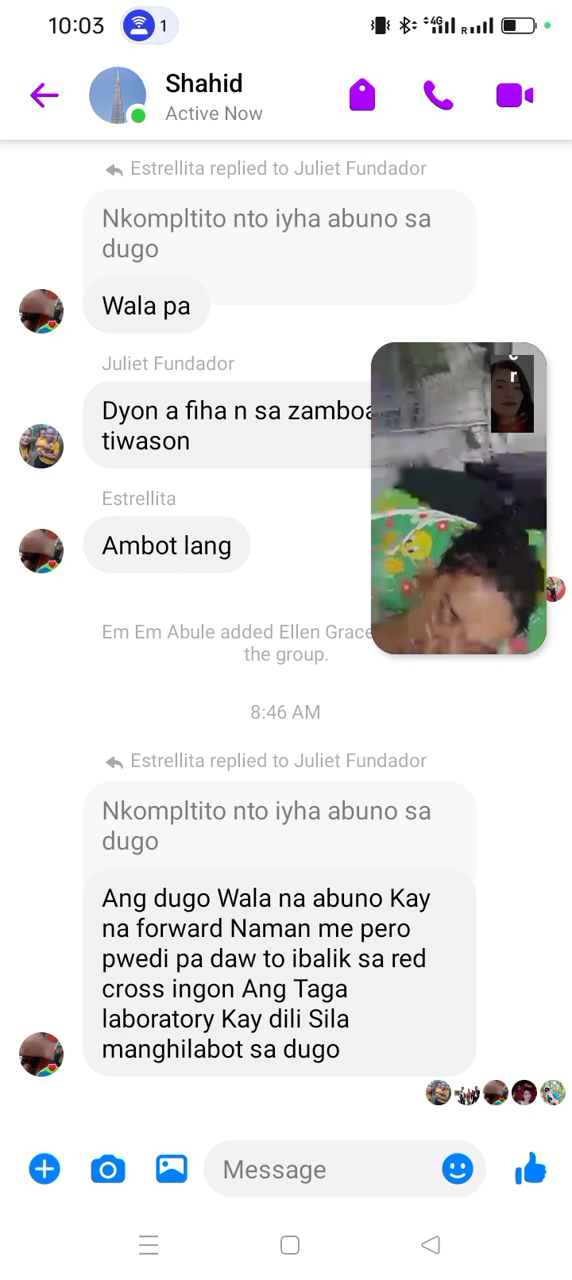 10:03
1
4G
R
Shahid
Active Now
Estrellita replied to Juliet Fundador
Nkompltito nto iyha abuno sa
dugo
Wala pa
Juliet Fundador
Dyon a fiha n sa
tiwason
Estrellita
Ambot lang
Em Em Abule added Ellen Grace
the group.
8:46 AM
Estrellita replied to Juliet Fundador
Nkompltito nto iyha abuno sa
dugo
Ang dugo Wala na abuno Kay
na forward Naman me pero
pwedi pa daw to ibalik sa red
cross ingon Ang Taga
laboratory Kay dili Sila
manghilabot sa dugo
Message